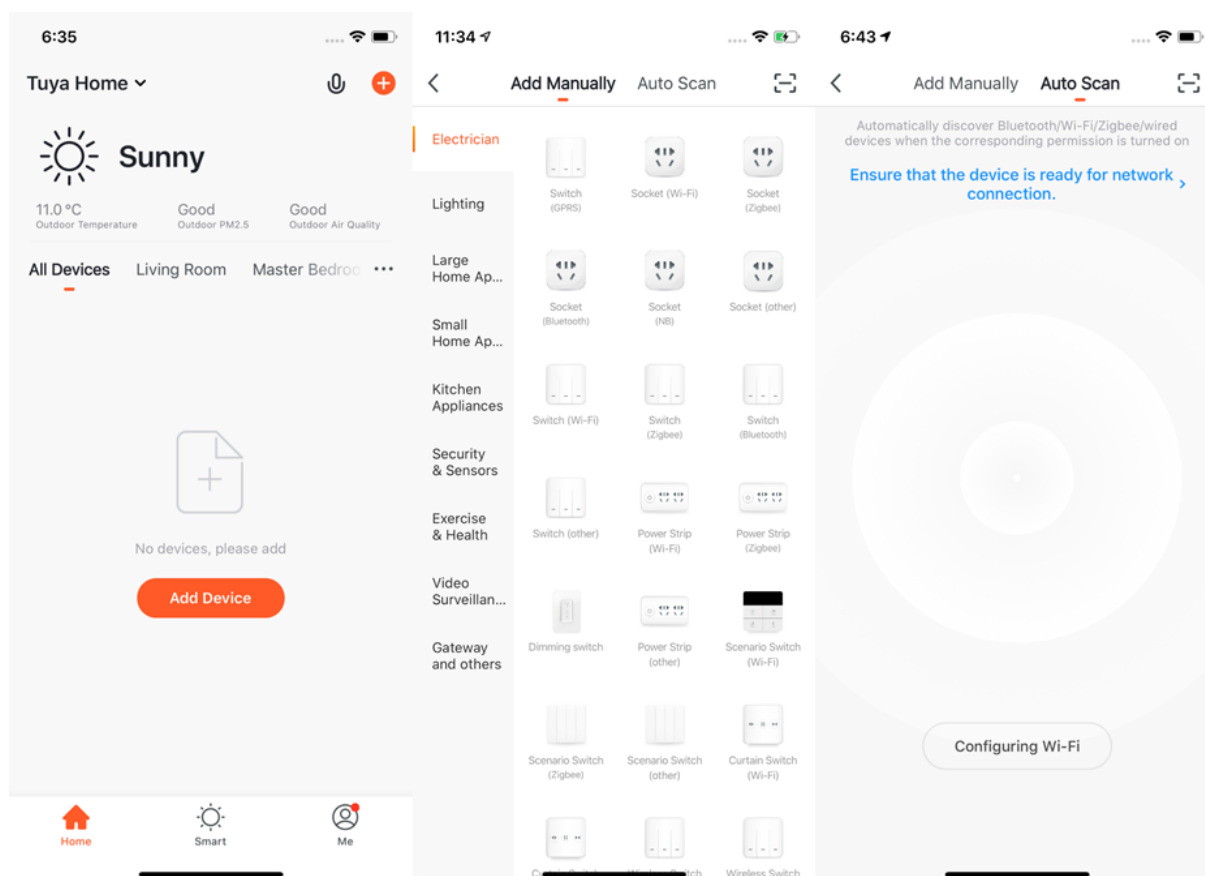 6:35
Tuya Home
Sunny
11.0 °C
Outdoor Temperature
Good
Outdoor PM2.5
Good
Outdoor Air Quality
All Devices
Living Room
Master Bedroo
No devices, please add
Add Device
Home
Smart
Me
11:34
Add Manually
Auto Scan
Electrician
Lighting
Large
Home Ap...
Small
Home Ap...
Kitchen
Appliances
Security
& Sensors
Exercise
& Health
Video
Surveillan...
Gateway
and others
Switch
(GPRS)
Socket (Wi-Fi)
Socket
(Zigbee)
Socket
(Bluetooth)
Socket
(NB)
Socket (other)
Switch (Wi-Fi)
Switch
(Zigbee)
Switch
(Bluetooth)
Switch (other)
Power Strip
(Wi-Fi)
Power Strip
(Zigbee)
Dimming switch
Power Strip
(other)
Scenario Switch
(Wi-Fi)
Scenario Switch
(Zigbee)
Scenario Switch
(other)
Curtain Switch
(Wi-Fi)
Wireless Switch
6:43
Add Manually
Auto Scan
Automatically discover Bluetooth/Wi-Fi/Zigbee/wired
devices when the corresponding permission is turned on
Ensure that the device is ready for network
connection.
Configuring Wi-Fi